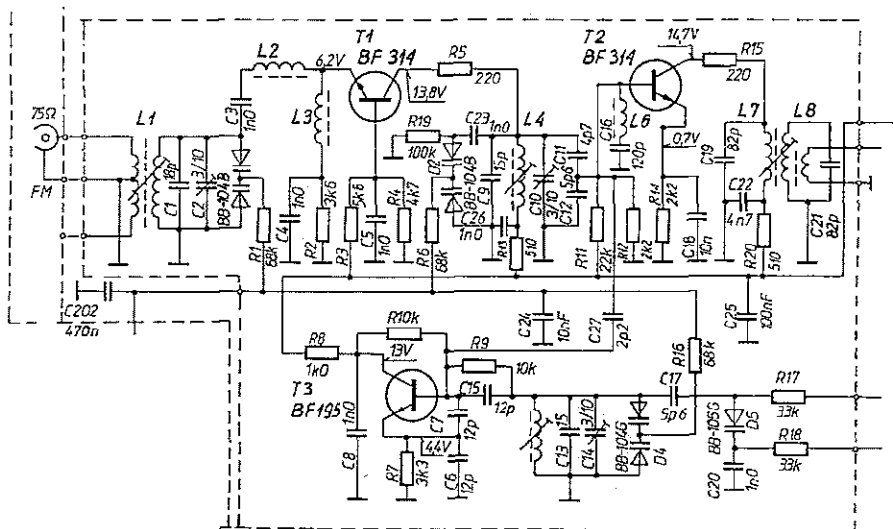 T1
BF 314
T2
BF 314
14,7V
R15
220
L2
6,2V
R5
220
13,8V
75Ω
FM
L1
C3
1n0
L3
R19
100k
C23
1n0
L4
C11
4p7
C16
120p
L6
0,7V
C19
82p
L7
L8
18p
C1
3/10
C2
BB-104B
D2
BB-104B
15p
C9
C10
3/10
5p6
C12
C22
4n7
C21
82p
R1
68k
C4
1n0
R2
3k6
R3
5k6
C5
1n0
R4
4k7
R6
68k
C26
1n0
R13
510
R11
22k
R12
2k2
R14
2k2
C18
10n
R20
510
C202
470n
C24
10nF
C27
2p2
C25
100nF
R8
1k0
R10k
13V
R9
10k
R16
68k
T3
BF195
C15
12p
C7
12p
C17
5p6
R17
33k
1n0
C8
4,4V
R7
3k3
C6
12p
C13
15
C14
3/10
BB-104G
D4
BB-105G
D5
R18
33k
C20
1n0